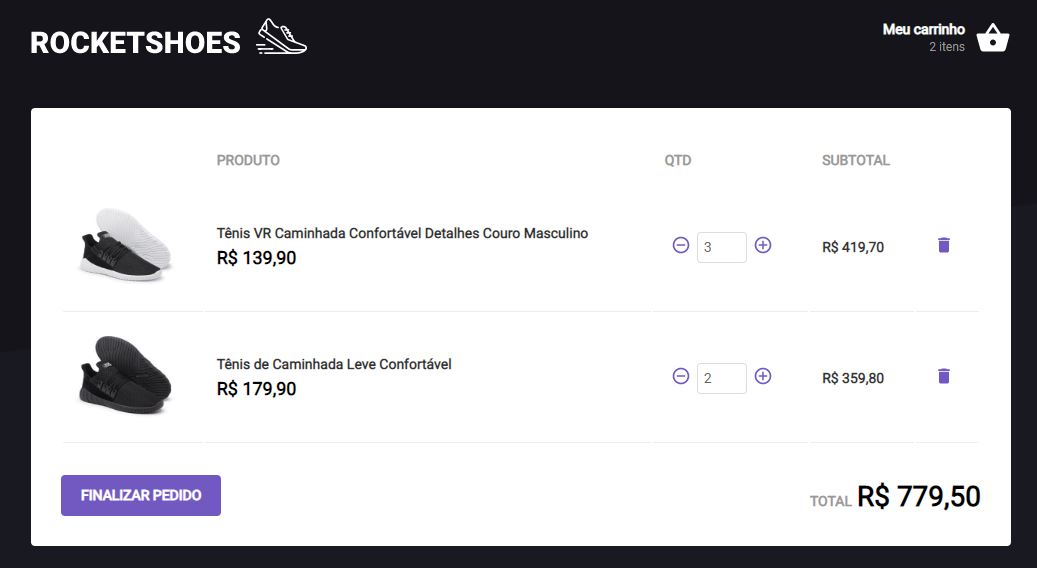 ROCKETSHOES
Meu carrinho
2 itens
PRODUTO QTD SUBTOTAL
Tênis VR Caminhada Confortável Detalhes Couro Masculino
R$ 139,90
3
R$ 419,70
Tênis de Caminhada Leve Confortável
R$ 179,90
2
R$ 359,80
FINALIZAR PEDIDO
TOTAL R$ 779,50